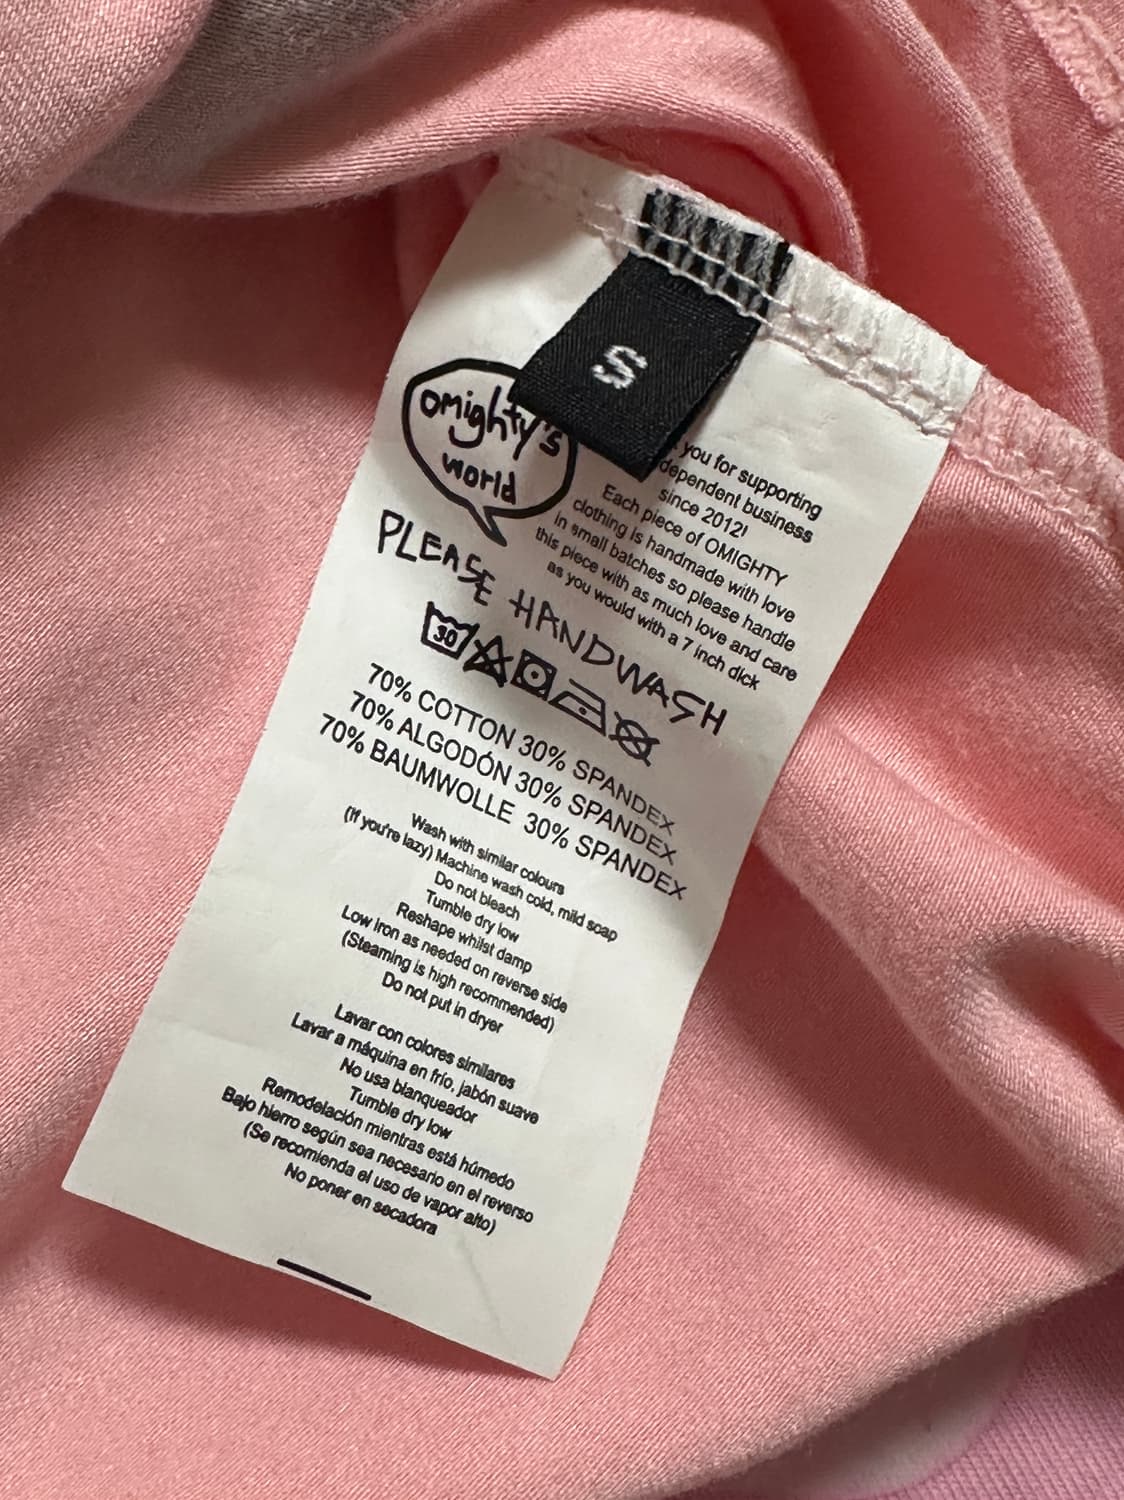 S
omighty's
world
you for supporting
dependent business
since 2012!
Each piece of OMIGHTY
clothing is handmade with love
in small batches so please handle
this piece with as much love and care
as you would with a 7 inch dick
PLEASE HANDWASH
30
70% COTTON 30% SPANDEX
70% ALGODÓN 30% SPANDEX
70% BAUMWOLLE 30% SPANDEX
Wash with similar colours
(If you're lazy) Machine wash cold, mild soap
Do not bleach
Tumble dry low
Reshape whilst damp
Low iron as needed on reverse side
(Steaming is high recommended)
Do not put in dryer
Lavar con colores similares
Lavar a máquina en frío, jabón suave
No usa blanqueador
Tumble dry low
Remodelación mientras está húmedo
Bajo hierro según sea necesario en el reverso
(Se recomienda el uso de vapor alto)
No poner en secadora